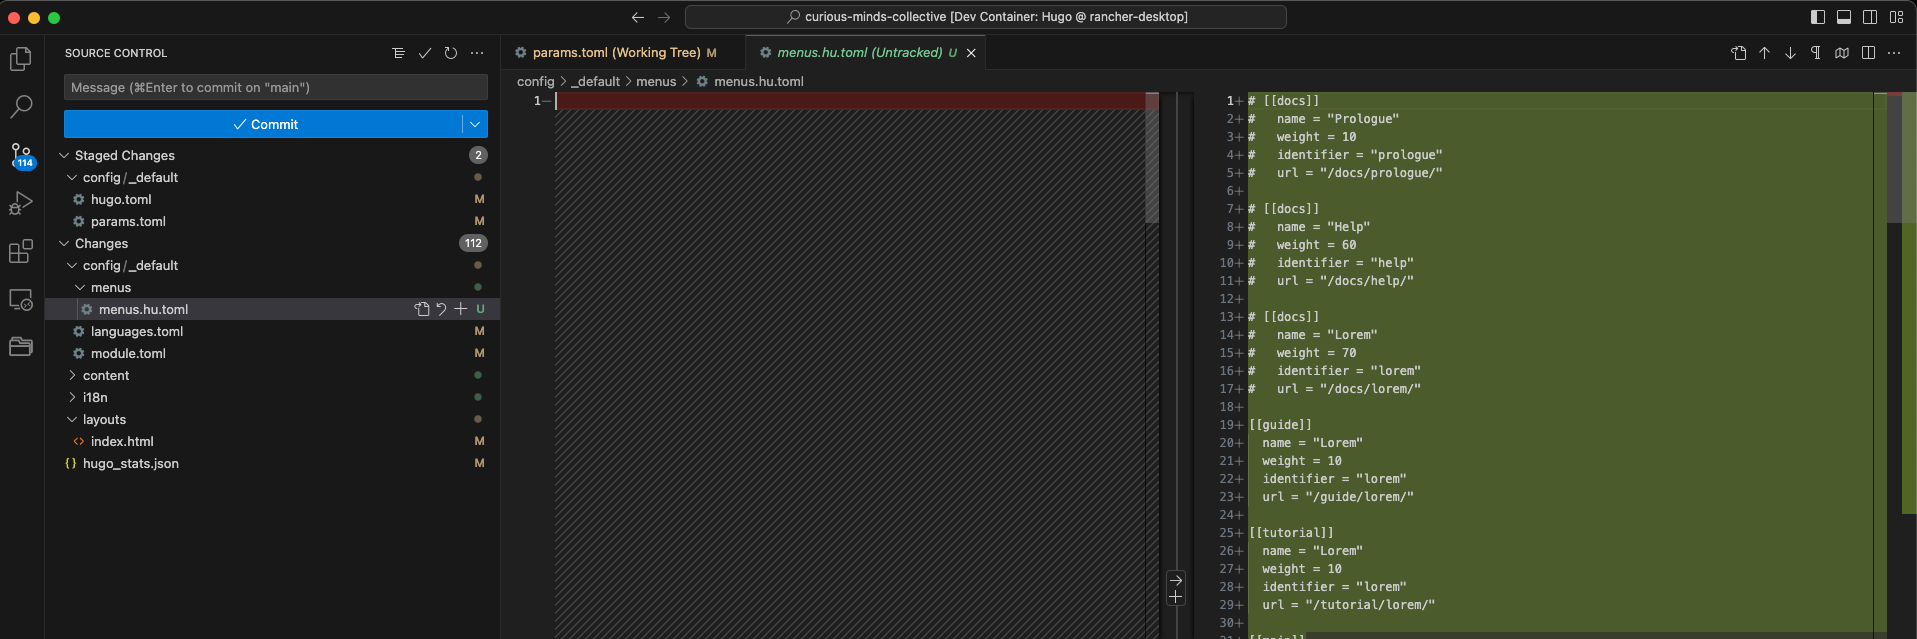 curious-minds-collective [Dev Container: Hugo @ rancher-desktop]
SOURCE CONTROL
Message (⌘Enter to commit on "main")
Commit
114
Staged Changes 2
config / _default
hugo.toml M
params.toml M
Changes 112
config / _default
menus
menus.hu.toml U
languages.toml M
module.toml M
content
i18n
layouts
index.html M
hugo_stats.json M
params.toml (Working Tree) M
menus.hu.toml (Untracked) U
config > _default > menus > menus.hu.toml
1—
1+ # [[docs]]
2+ #   name = "Prologue"
3+ #   weight = 10
4+ #   identifier = "prologue"
5+ #   url = "/docs/prologue/"
6+
7+ # [[docs]]
8+ #   name = "Help"
9+ #   weight = 60
10+ #   identifier = "help"
11+ #   url = "/docs/help/"
12+
13+ # [[docs]]
14+ #   name = "Lorem"
15+ #   weight = 70
16+ #   identifier = "lorem"
17+ #   url = "/docs/lorem/"
18+
19+ [[guide]]
20+   name = "Lorem"
21+   weight = 10
22+   identifier = "lorem"
23+   url = "/guide/lorem/"
24+
25+ [[tutorial]]
26+   name = "Lorem"
27+   weight = 10
28+   identifier = "lorem"
29+   url = "/tutorial/lorem/"
30+
31+ [[main]]